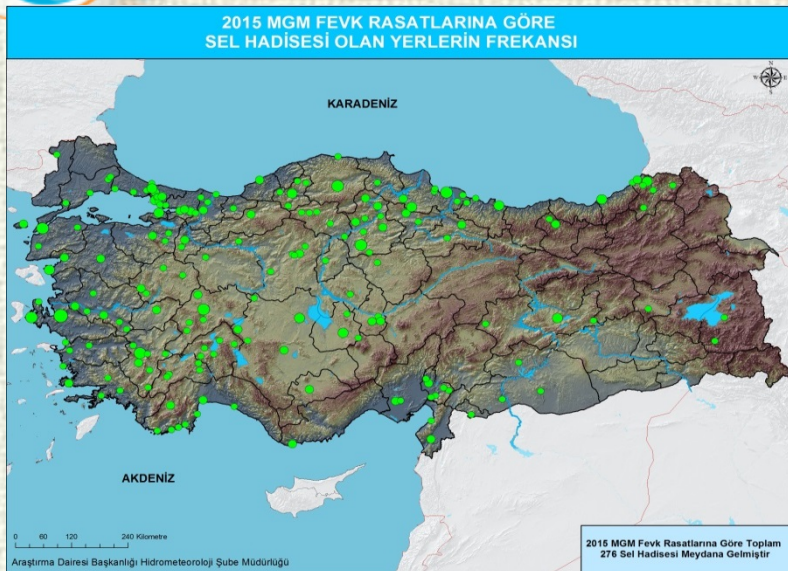 2015 MGM FEVK RASATLARINA GÖRE
SEL HADİSESİ OLAN YERLERİN FREKANSI
N
W E
S
KARADENİZ
AKDENİZ
0 60 120 240 Kilometre
Araştırma Dairesi Başkanlığı Hidrometeoroloji Şube Müdürlüğü
2015 MGM Fevk Rasatlarına Göre Toplam
276 Sel Hadisesi Meydana Gelmiştir